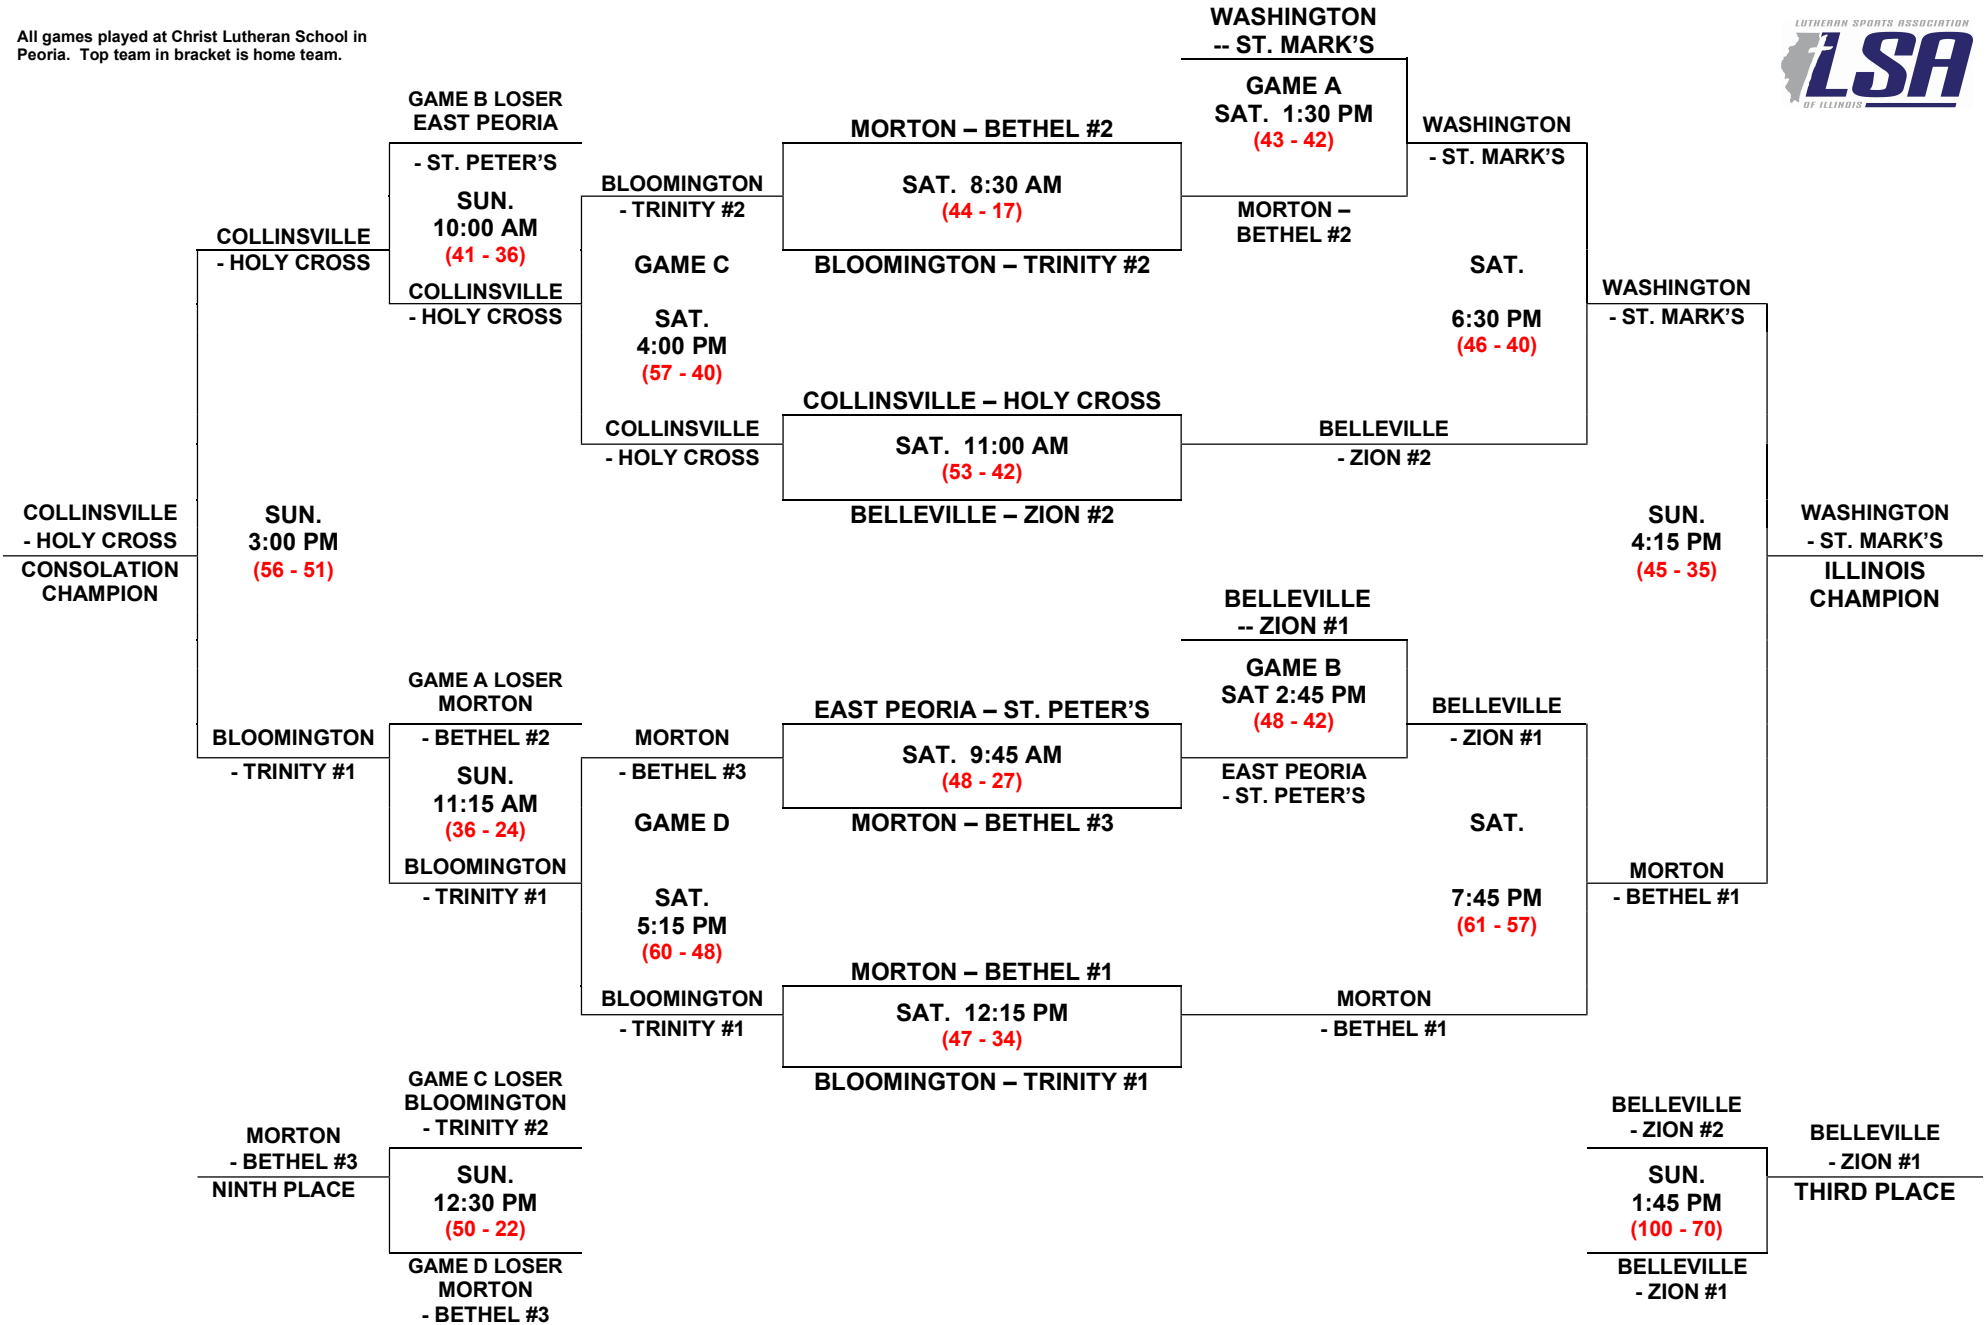 All games played at Christ Lutheran School in
Peoria.  Top team in bracket is home team.
LUTHERAN SPORTS ASSOCIATION
LSA
OF ILLINOIS
WASHINGTON
-- ST. MARK'S
GAME A
SAT.  1:30 PM
(43 - 42)
MORTON –
BETHEL #2
WASHINGTON
- ST. MARK'S
GAME B LOSER
EAST PEORIA
- ST. PETER'S
SUN.
10:00 AM
(41 - 36)
COLLINSVILLE
- HOLY CROSS
COLLINSVILLE
- HOLY CROSS
BLOOMINGTON
- TRINITY #2
GAME C
SAT.
4:00 PM
(57 - 40)
COLLINSVILLE
- HOLY CROSS
MORTON – BETHEL #2
SAT.  8:30 AM
(44 - 17)
BLOOMINGTON – TRINITY #2
COLLINSVILLE – HOLY CROSS
SAT.  11:00 AM
(53 - 42)
BELLEVILLE – ZION #2
SAT.
6:30 PM
(46 - 40)
BELLEVILLE
- ZION #2
WASHINGTON
- ST. MARK'S
COLLINSVILLE
- HOLY CROSS
CONSOLATION
CHAMPION
SUN.
3:00 PM
(56 - 51)
SUN.
4:15 PM
(45 - 35)
WASHINGTON
- ST. MARK'S
ILLINOIS
CHAMPION
BELLEVILLE
-- ZION #1
GAME B
SAT 2:45 PM
(48 - 42)
EAST PEORIA
- ST. PETER'S
BELLEVILLE
- ZION #1
GAME A LOSER
MORTON
- BETHEL #2
SUN.
11:15 AM
(36 - 24)
BLOOMINGTON
- TRINITY #1
BLOOMINGTON
- TRINITY #1
MORTON
- BETHEL #3
GAME D
SAT.
5:15 PM
(60 - 48)
BLOOMINGTON
- TRINITY #1
EAST PEORIA – ST. PETER'S
SAT.  9:45 AM
(48 - 27)
MORTON – BETHEL #3
MORTON – BETHEL #1
SAT.  12:15 PM
(47 - 34)
BLOOMINGTON – TRINITY #1
SAT.
7:45 PM
(61 - 57)
MORTON
- BETHEL #1
MORTON
- BETHEL #1
GAME C LOSER
BLOOMINGTON
- TRINITY #2
SUN.
12:30 PM
(50 - 22)
GAME D LOSER
MORTON
- BETHEL #3
MORTON
- BETHEL #3
NINTH PLACE
BELLEVILLE
- ZION #2
SUN.
1:45 PM
(100 - 70)
BELLEVILLE
- ZION #1
BELLEVILLE
- ZION #1
THIRD PLACE